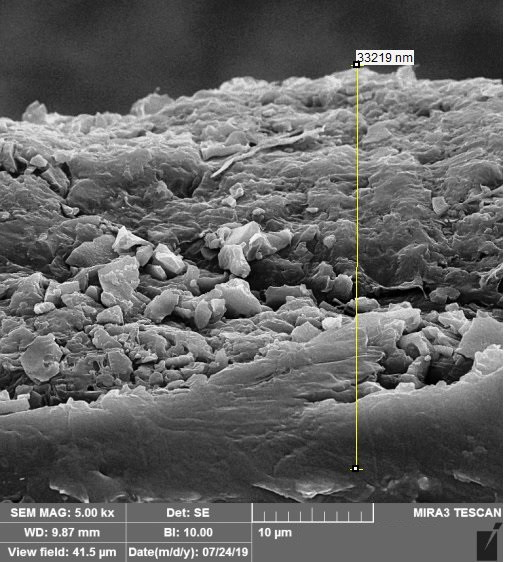 33219 nm
SEM MAG: 5.00 kx
Det: SE
MIRA3 TESCAN
WD: 9.87 mm
BI: 10.00
10 µm
View field: 41.5 µm
Date(m/d/y): 07/24/19